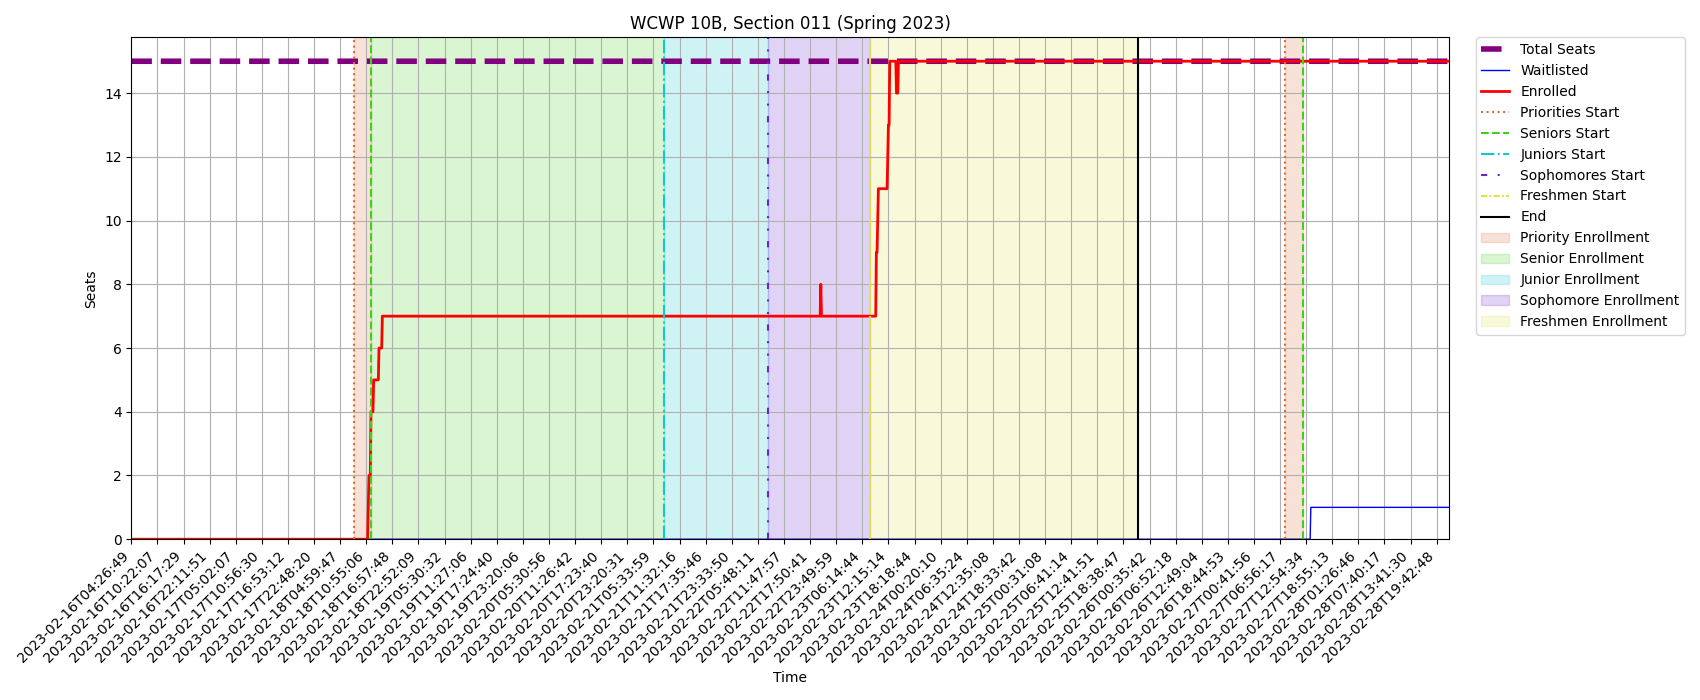 WCWP 10B, Section 011 (Spring 2023)
Seats
14
12
10
8
6
4
2
0
2023-02-16T04:26:49
2023-02-16T10:22:07
2023-02-16T16:17:29
2023-02-16T22:11:51
2023-02-17T05:02:07
2023-02-17T10:56:30
2023-02-17T16:53:12
2023-02-17T22:48:20
2023-02-18T04:59:47
2023-02-18T10:55:06
2023-02-18T16:57:48
2023-02-18T22:52:09
2023-02-19T05:30:32
2023-02-19T11:27:06
2023-02-19T17:24:40
2023-02-19T23:20:06
2023-02-20T05:30:56
2023-02-20T11:26:42
2023-02-20T17:23:40
2023-02-20T23:20:31
2023-02-21T05:33:59
2023-02-21T11:32:16
2023-02-21T17:35:46
2023-02-21T23:33:50
2023-02-22T05:48:11
2023-02-22T11:47:57
2023-02-22T17:50:41
2023-02-22T23:49:59
2023-02-23T06:14:44
2023-02-23T12:15:14
2023-02-23T18:18:44
2023-02-24T00:20:10
2023-02-24T06:35:24
2023-02-24T12:35:08
2023-02-24T18:33:42
2023-02-25T00:31:08
2023-02-25T06:41:14
2023-02-25T12:41:51
2023-02-25T18:38:47
2023-02-26T00:35:42
2023-02-26T06:52:18
2023-02-26T12:49:04
2023-02-26T18:44:53
2023-02-27T00:41:56
2023-02-27T06:56:17
2023-02-27T12:54:34
2023-02-27T18:55:13
2023-02-28T01:26:46
2023-02-28T07:40:17
2023-02-28T13:41:30
2023-02-28T19:42:48
Time
Total Seats
Waitlisted
Enrolled
Priorities Start
Seniors Start
Juniors Start
Sophomores Start
Freshmen Start
End
Priority Enrollment
Senior Enrollment
Junior Enrollment
Sophomore Enrollment
Freshmen Enrollment